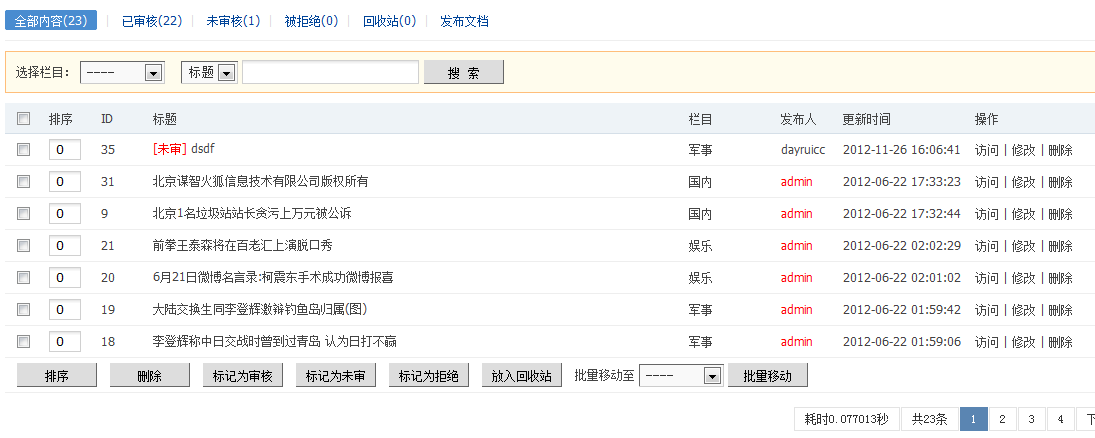 全部内容(23) | 已审核(22) | 未审核(1) | 被拒绝(0) | 回收站(0) | 发布文档
选择栏目: ---- 标题 搜 索
排序 ID 标题 栏目 发布人 更新时间 操作
0 35 [未审] dsdf 军事 dayruicc 2012-11-26 16:06:41 访问 | 修改 | 删除
0 31 北京谋智火狐信息技术有限公司版权所有 国内 admin 2012-06-22 17:33:23 访问 | 修改 | 删除
0 9 北京1名垃圾站站长贪污上万元被公诉 国内 admin 2012-06-22 17:32:44 访问 | 修改 | 删除
0 21 前拳王泰森将在百老汇上演脱口秀 娱乐 admin 2012-06-22 02:02:29 访问 | 修改 | 删除
0 20 6月21日微博名言录:柯震东手术成功微博报喜 娱乐 admin 2012-06-22 02:01:02 访问 | 修改 | 删除
0 19 大陆交换生同李登辉激辩钓鱼岛归属(图) 军事 admin 2012-06-22 01:59:42 访问 | 修改 | 删除
0 18 李登辉称中日交战时曾到过青岛 认为日打不赢 军事 admin 2012-06-22 01:59:06 访问 | 修改 | 删除
排序 删除 标记为审核 标记为未审 标记为拒绝 放入回收站 批量移动至 ---- 批量移动
耗时0.077013秒 共23条 1 2 3 4 下